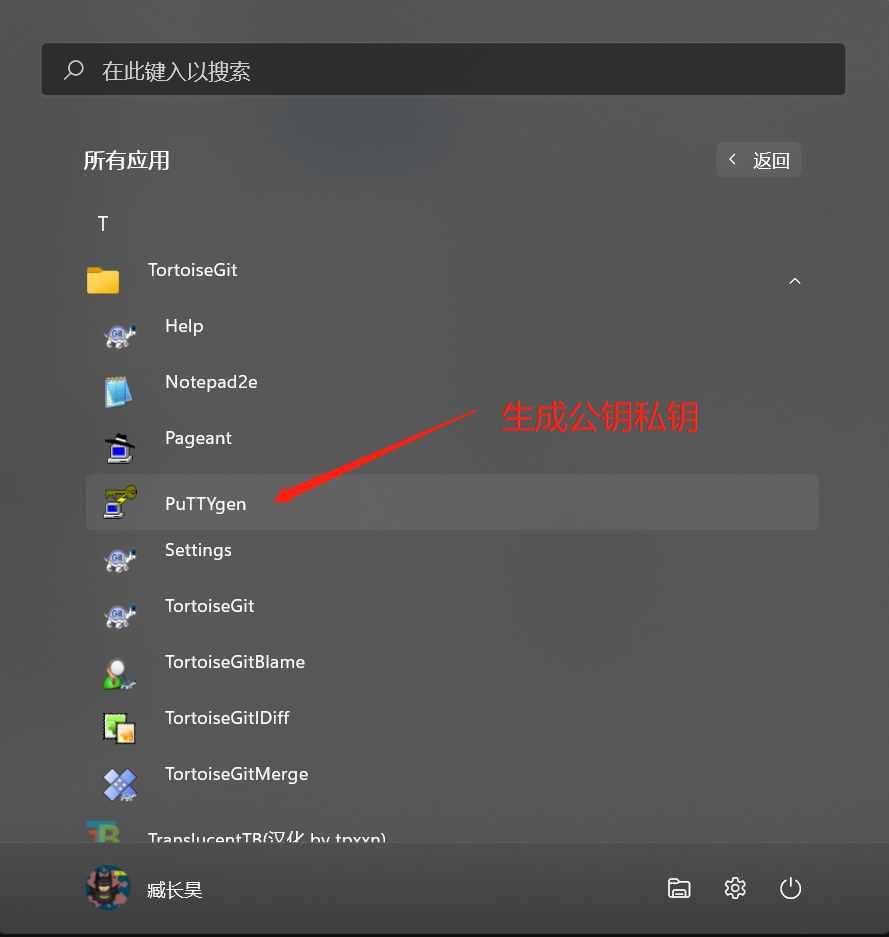 在此键入以搜索
所有应用
返回
T
TortoiseGit
Help
Notepad2e
Pageant
生成公钥私钥
PuTTYgen
Settings
TortoiseGit
TortoiseGitBlame
TortoiseGitIDiff
TortoiseGitMerge
TranslucentTB(汉化 by tpxxn)
臧长昊